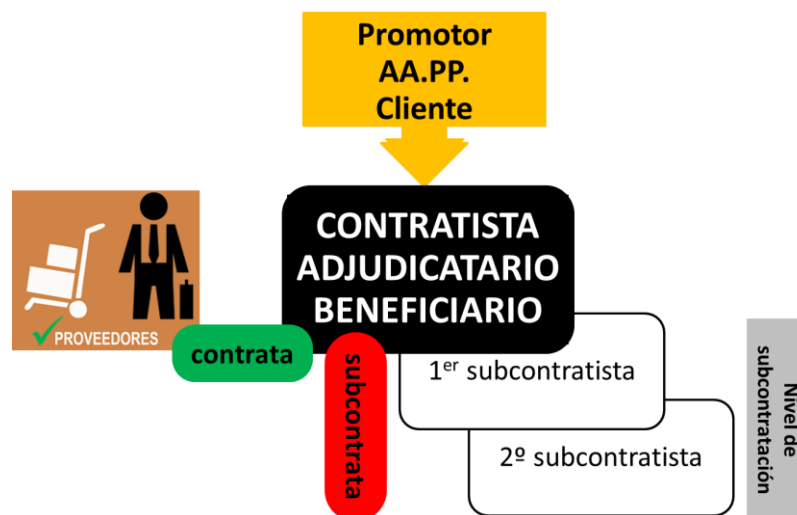 Promotor
AA.PP.
Cliente
CONTRATISTA
ADJUDICATARIO
BENEFICIARIO
PROVEEDORES
contrata
subcontrata
1er subcontratista
2º subcontratista
Nivel de
subcontratación